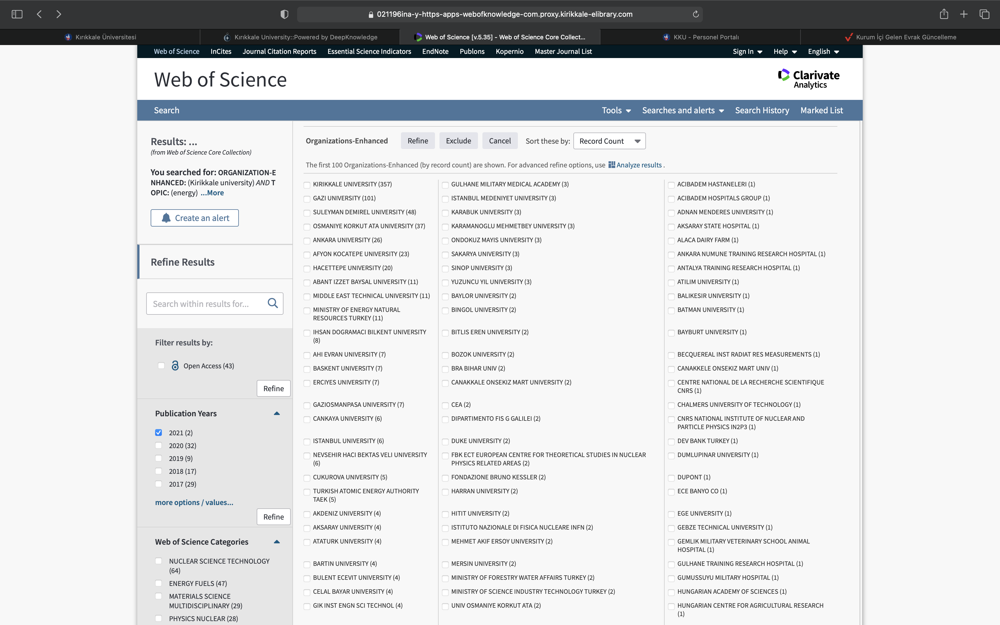 021196ina-y-https-apps-webofknowledge-com.proxy.kirikkale-elibrary.com
Kırıkkale Üniversitesi
Kırıkkale University::Powered by DeepKnowledge
Web of Science [v.5.35] - Web of Science Core Collect...
KKU - Personel Portalı
Kurum İçi Gelen Evrak Güncelleme
Web of Science InCites Journal Citation Reports Essential Science Indicators EndNote Publons Kopernio Master Journal List Sign In Help English
Web of Science
Clarivate
Analytics
Search Tools Searches and alerts Search History Marked List
Results: ...
(from Web of Science Core Collection)
You searched for: ORGANIZATION-E
NHANCED: (Kirikkale university) AND T
OPIC: (energy) ...More
Create an alert
Refine Results
Search within results for...
Filter results by:
Open Access (43)
Refine
Publication Years
2021 (2)
2020 (32)
2019 (9)
2018 (17)
2017 (29)
more options / values...
Refine
Web of Science Categories
NUCLEAR SCIENCE TECHNOLOGY
(64)
ENERGY FUELS (47)
MATERIALS SCIENCE
MULTIDISCIPLINARY (29)
PHYSICS NUCLEAR (28)
Organizations-Enhanced Refine Exclude Cancel Sort these by: Record Count
The first 100 Organizations-Enhanced (by record count) are shown. For advanced refine options, use Analyze results .
KIRIKKALE UNIVERSITY (357)
GAZI UNIVERSITY (101)
SULEYMAN DEMIREL UNIVERSITY (48)
OSMANIYE KORKUT ATA UNIVERSITY (37)
ANKARA UNIVERSITY (26)
AFYON KOCATEPE UNIVERSITY (23)
HACETTEPE UNIVERSITY (20)
ABANT IZZET BAYSAL UNIVERSITY (11)
MIDDLE EAST TECHNICAL UNIVERSITY (11)
MINISTRY OF ENERGY NATURAL
RESOURCES TURKEY (11)
IHSAN DOGRAMACI BILKENT UNIVERSITY
(8)
AHI EVRAN UNIVERSITY (7)
BASKENT UNIVERSITY (7)
ERCIYES UNIVERSITY (7)
GAZIOSMANPASA UNIVERSITY (7)
CANKAYA UNIVERSITY (6)
ISTANBUL UNIVERSITY (6)
NEVSEHIR HACI BEKTAS VELI UNIVERSITY
(6)
CUKUROVA UNIVERSITY (5)
TURKISH ATOMIC ENERGY AUTHORITY
TAEK (5)
AKDENIZ UNIVERSITY (4)
AKSARAY UNIVERSITY (4)
ATATURK UNIVERSITY (4)
BARTIN UNIVERSITY (4)
BULENT ECEVIT UNIVERSITY (4)
CELAL BAYAR UNIVERSITY (4)
GIK INST ENGN SCI TECHNOL (4)
GULHANE MILITARY MEDICAL ACADEMY (3)
ISTANBUL MEDENIYET UNIVERSITY (3)
KARABUK UNIVERSITY (3)
KARAMANOGLU MEHMETBEY UNIVERSITY (3)
ONDOKUZ MAYIS UNIVERSITY (3)
SAKARYA UNIVERSITY (3)
SINOP UNIVERSITY (3)
YUZUNCU YIL UNIVERSITY (3)
BAYLOR UNIVERSITY (2)
BINGOL UNIVERSITY (2)
BITLIS EREN UNIVERSITY (2)
BOZOK UNIVERSITY (2)
BRA BIHAR UNIV (2)
CANAKKALE ONSEKIZ MART UNIVERSITY (2)
CEA (2)
DIPARTIMENTO FIS G GALILEI (2)
DUKE UNIVERSITY (2)
FBK ECT EUROPEAN CENTRE FOR THEORETICAL STUDIES IN NUCLEAR
PHYSICS RELATED AREAS (2)
FONDAZIONE BRUNO KESSLER (2)
HARRAN UNIVERSITY (2)
HITIT UNIVERSITY (2)
ISTITUTO NAZIONALE DI FISICA NUCLEARE INFN (2)
MEHMET AKIF ERSOY UNIVERSITY (2)
MERSIN UNIVERSITY (2)
MINISTRY OF FORESTRY WATER AFFAIRS TURKEY (2)
MINISTRY OF SCIENCE INDUSTRY TECHNOLOGY TURKEY (2)
UNIV OSMANIYE KORKUT ATA (2)
ACIBADEM HASTANELERI (1)
ACIBADEM HOSPITALS GROUP (1)
ADNAN MENDERES UNIVERSITY (1)
AKSARAY STATE HOSPITAL (1)
ALACA DAIRY FARM (1)
ANKARA NUMUNE TRAINING RESEARCH HOSPITAL (1)
ANTALYA TRAINING RESEARCH HOSPITAL (1)
ATILIM UNIVERSITY (1)
BALIKESIR UNIVERSITY (1)
BATMAN UNIVERSITY (1)
BAYBURT UNIVERSITY (1)
BECQUEREAL INST RADIAT RES MEASUREMENTS (1)
CANAKKELE ONSEKIZ MART UNIV (1)
CENTRE NATIONAL DE LA RECHERCHE SCIENTIFIQUE
CNRS (1)
CHALMERS UNIVERSITY OF TECHNOLOGY (1)
CNRS NATIONAL INSTITUTE OF NUCLEAR AND
PARTICLE PHYSICS IN2P3 (1)
DEV BANK TURKEY (1)
DUMLUPINAR UNIVERSITY (1)
DUPONT (1)
ECE BANYO CO (1)
EGE UNIVERSITY (1)
GEBZE TECHNICAL UNIVERSITY (1)
GEMLIK MILITARY VETERINARY SCHOOL ANIMAL
HOSPITAL (1)
GULHANE TRAINING RESEARCH HOSPITAL (1)
GUMUSSUYU MILITARY HOSPITAL (1)
HUNGARIAN ACADEMY OF SCIENCES (1)
HUNGARIAN CENTRE FOR AGRICULTURAL RESEARCH
(1)